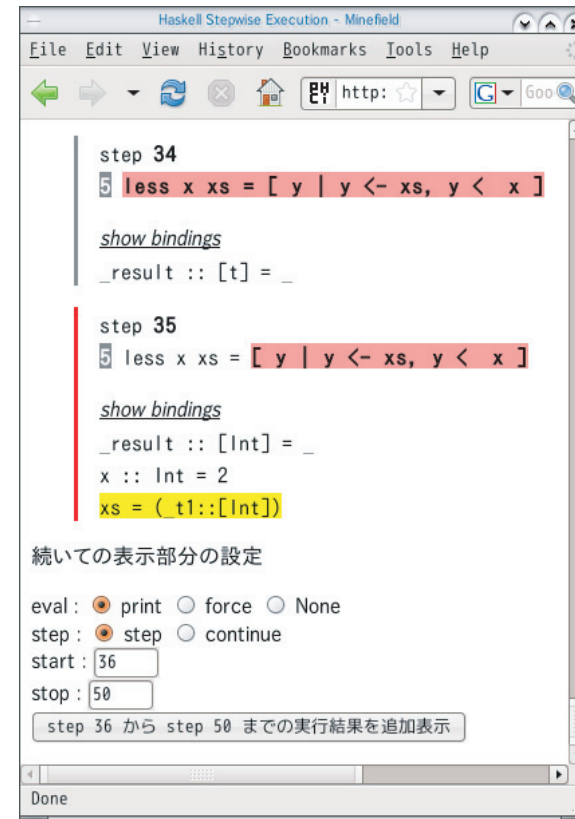 Haskell Stepwise Execution - Minefield
File Edit View History Bookmarks Tools Help
http: G Goo
step 34
5 less x xs = [ y | y <- xs, y < x ]
show bindings
_result :: [t] = _
step 35
5 less x xs = [ y | y <- xs, y < x ]
show bindings
_result :: [Int] = _
x :: Int = 2
xs = (_t1::[Int])
続いての表示部分の設定
eval : print force None
step : step continue
start : 36
stop : 50
step 36 から step 50 までの実行結果を追加表示
Done